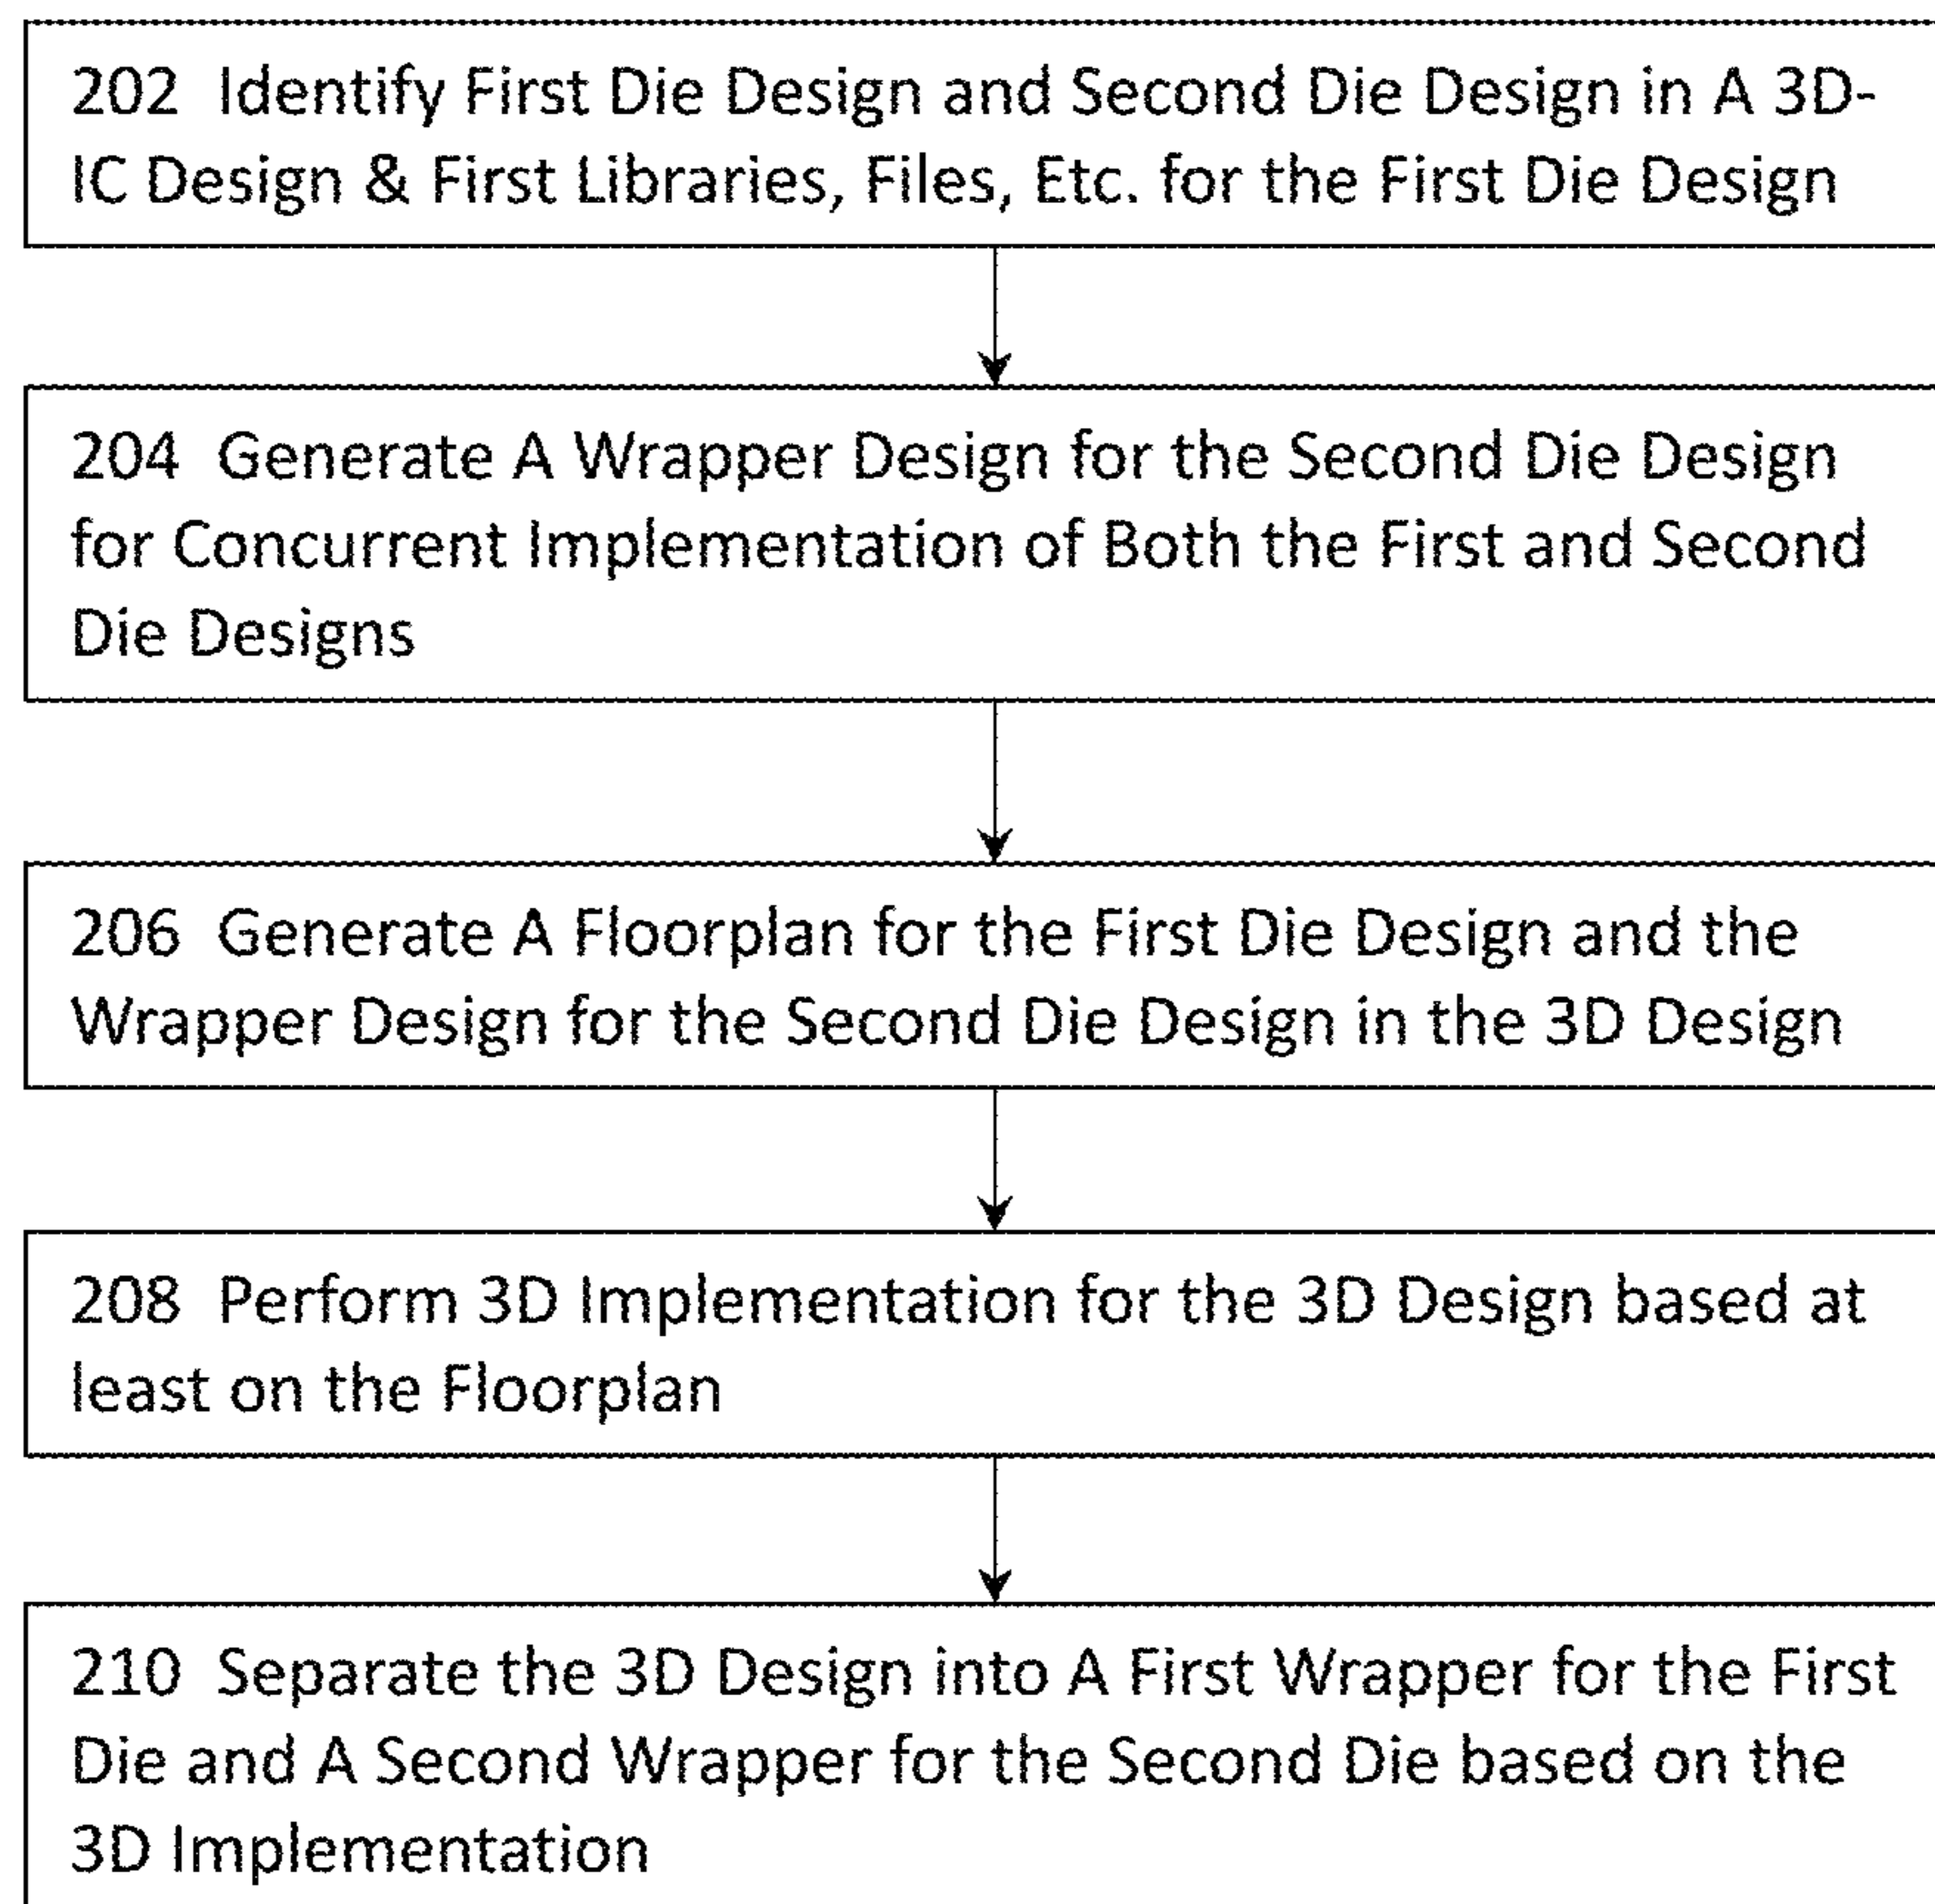 202 Identify First Die Design and Second Die Design in A 3D-
IC Design & First Libraries, Files, Etc. for the First Die Design
204 Generate A Wrapper Design for the Second Die Design
for Concurrent Implementation of Both the First and Second
Die Designs
206 Generate A Floorplan for the First Die Design and the
Wrapper Design for the Second Die Design in the 3D Design
208 Perform 3D Implementation for the 3D Design based at
least on the Floorplan
210 Separate the 3D Design into A First Wrapper for the First
Die and A Second Wrapper for the Second Die based on the
3D Implementation